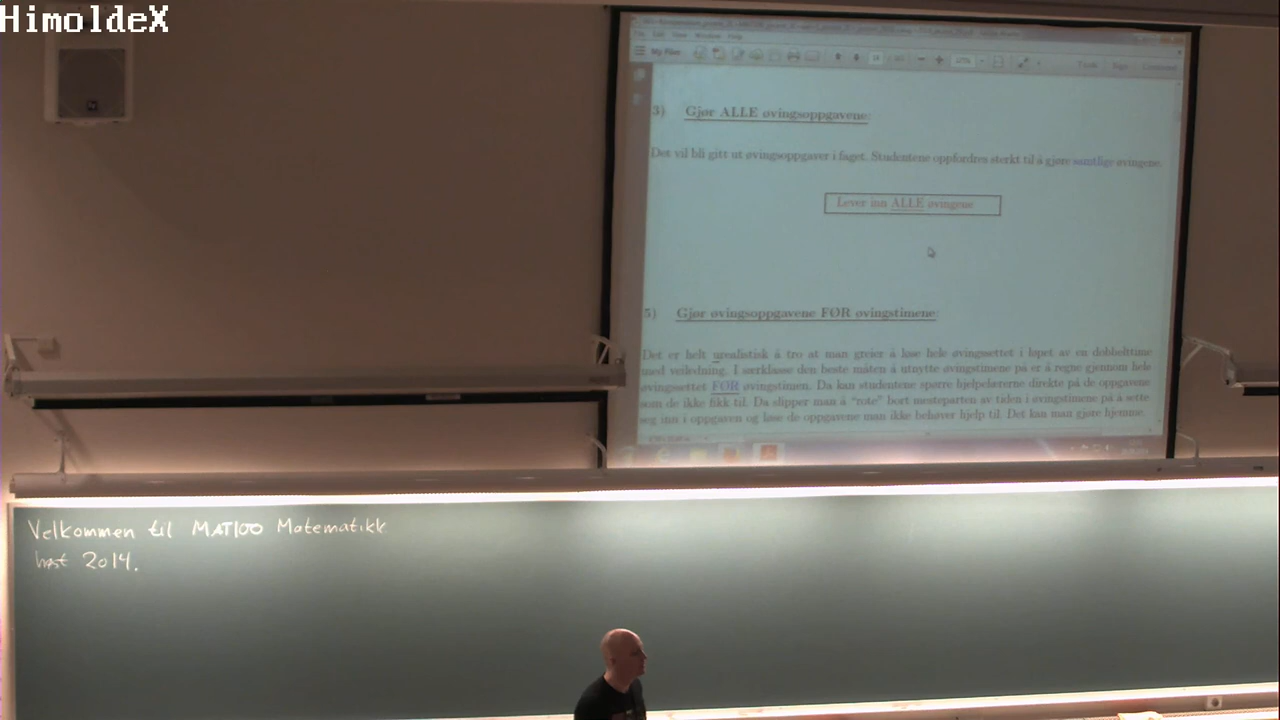 HimoldeX
My Files
3) Gjør ALLE øvingsoppgavene:
Det vil bli gitt ut øvingsoppgaver i faget. Studentene oppfordres sterkt til å gjøre samtlige øvingene.
Lever inn ALLE øvingene
5) Gjør øvingsoppgavene FØR øvingstimene:
Det er helt urealistisk å tro at man greier å løse hele øvingssettet i løpet av en dobbelttime
med veiledning. I særklasse den beste måten å utnytte øvingstimene på er å regne gjennom hele
øvingssettet FØR øvingstimen. Da kan studentene spørre hjelpelærerne direkte på de oppgavene
som de ikke fikk til. Da slipper man å "rote" bort mesteparten av tiden i øvingstimene på å sette
seg inn i oppgaven og løse de oppgavene man ikke behøver hjelp til. Det kan man gjøre hjemme.
Velkommen til MAT100 Matematikk
høst 2014.